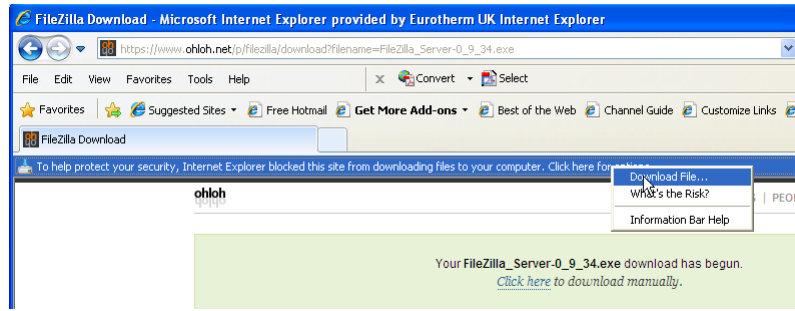 FileZilla Download - Microsoft Internet Explorer provided by Eurotherm UK Internet Explorer
https://www.ohloh.net/p/filezilla/download?filename=FileZilla_Server-0_9_34.exe
File Edit View Favorites Tools Help x Convert Select
Favorites Suggested Sites Free Hotmail Get More Add-ons Best of the Web Channel Guide Customize Links
FileZilla Download
To help protect your security, Internet Explorer blocked this site from downloading files to your computer. Click here for options...
Download File...
What's the Risk?
Information Bar Help
ohloh
| PEO
Your FileZilla_Server-0_9_34.exe download has begun.
Click here to download manually.